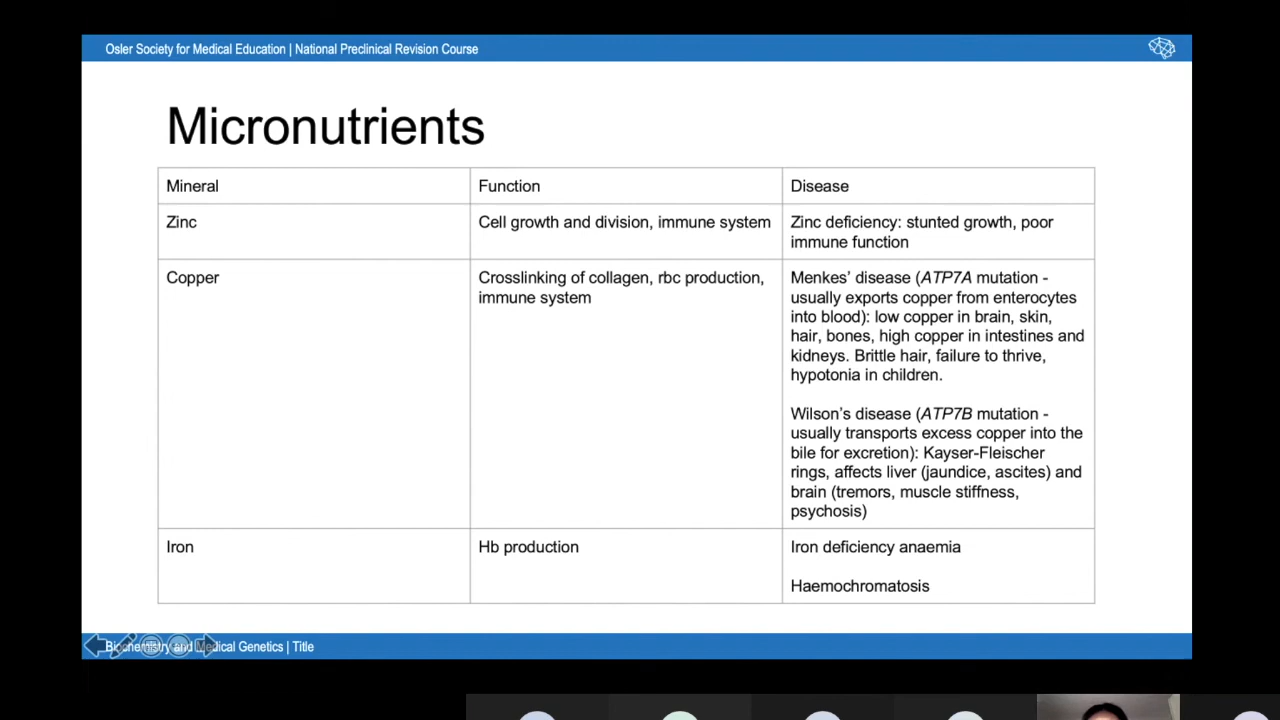 Osler Society for Medical Education | National Preclinical Revision Course
Micronutrients
Mineral
Function
Disease
Zinc
Cell growth and division, immune system
Zinc deficiency: stunted growth, poor
immune function
Copper
Crosslinking of collagen, rbc production,
immune system
Menkes’ disease (ATP7A mutation -
usually exports copper from enterocytes
into blood): low copper in brain, skin,
hair, bones, high copper in intestines and
kidneys. Brittle hair, failure to thrive,
hypotonia in children.
Wilson’s disease (ATP7B mutation -
usually transports excess copper into the
bile for excretion): Kayser-Fleischer
rings, affects liver (jaundice, ascites) and
brain (tremors, muscle stiffness,
psychosis)
Iron
Hb production
Iron deficiency anaemia
Haemochromatosis
Biochemistry and Medical Genetics | Title